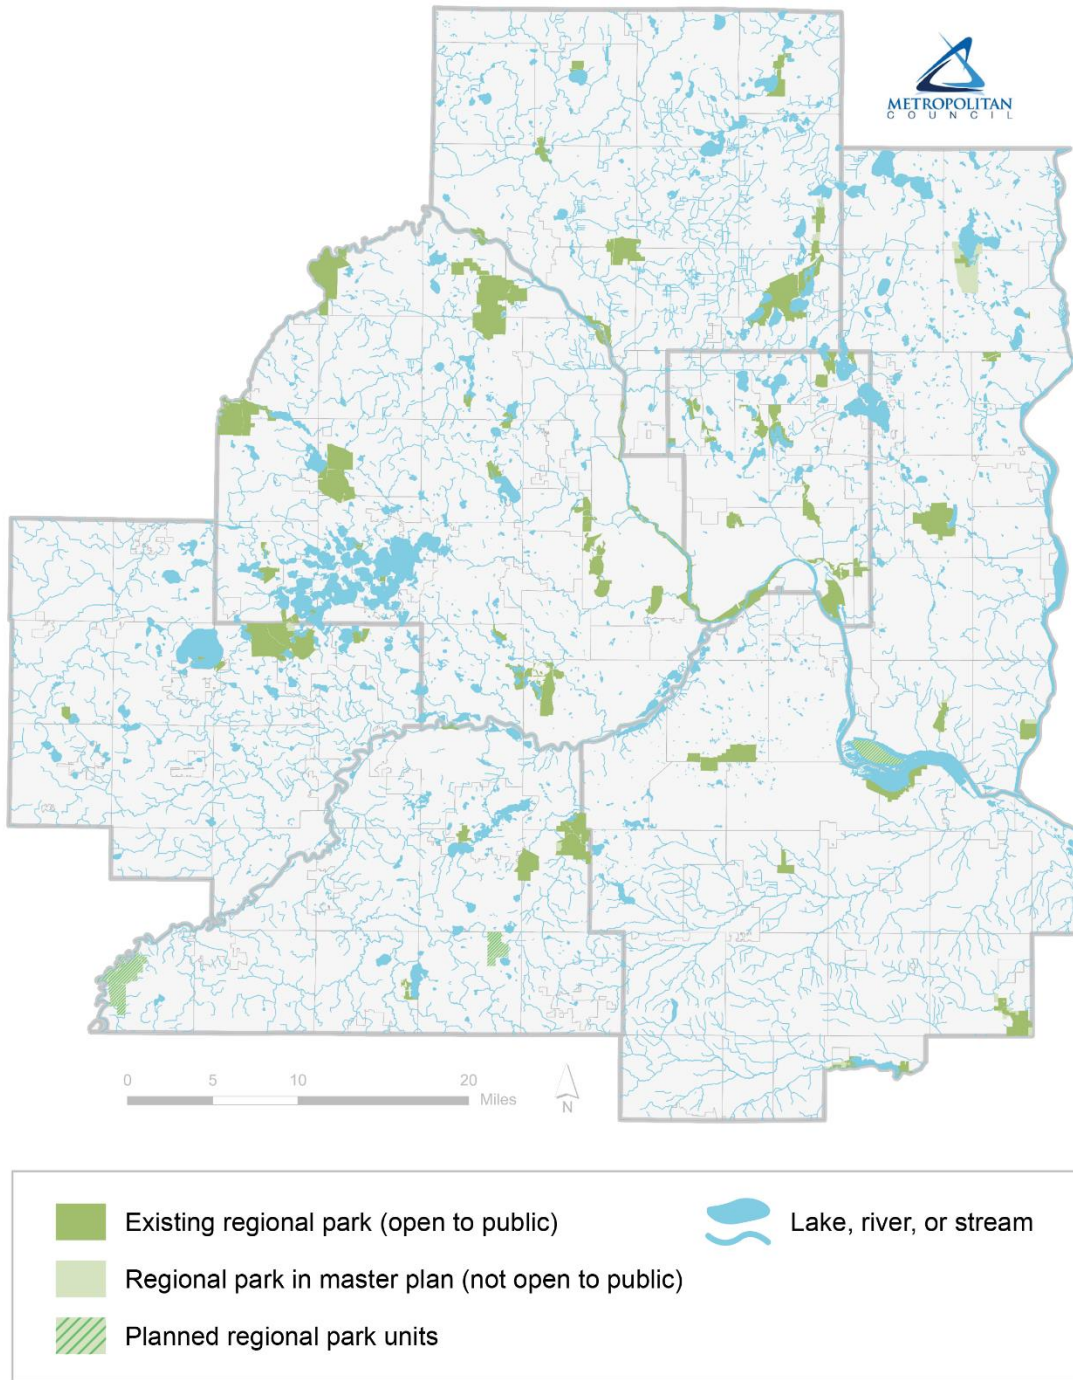 METROPOLITAN
COUNCIL
0 5 10 20
Miles
N
Existing regional park (open to public)
Lake, river, or stream
Regional park in master plan (not open to public)
Planned regional park units